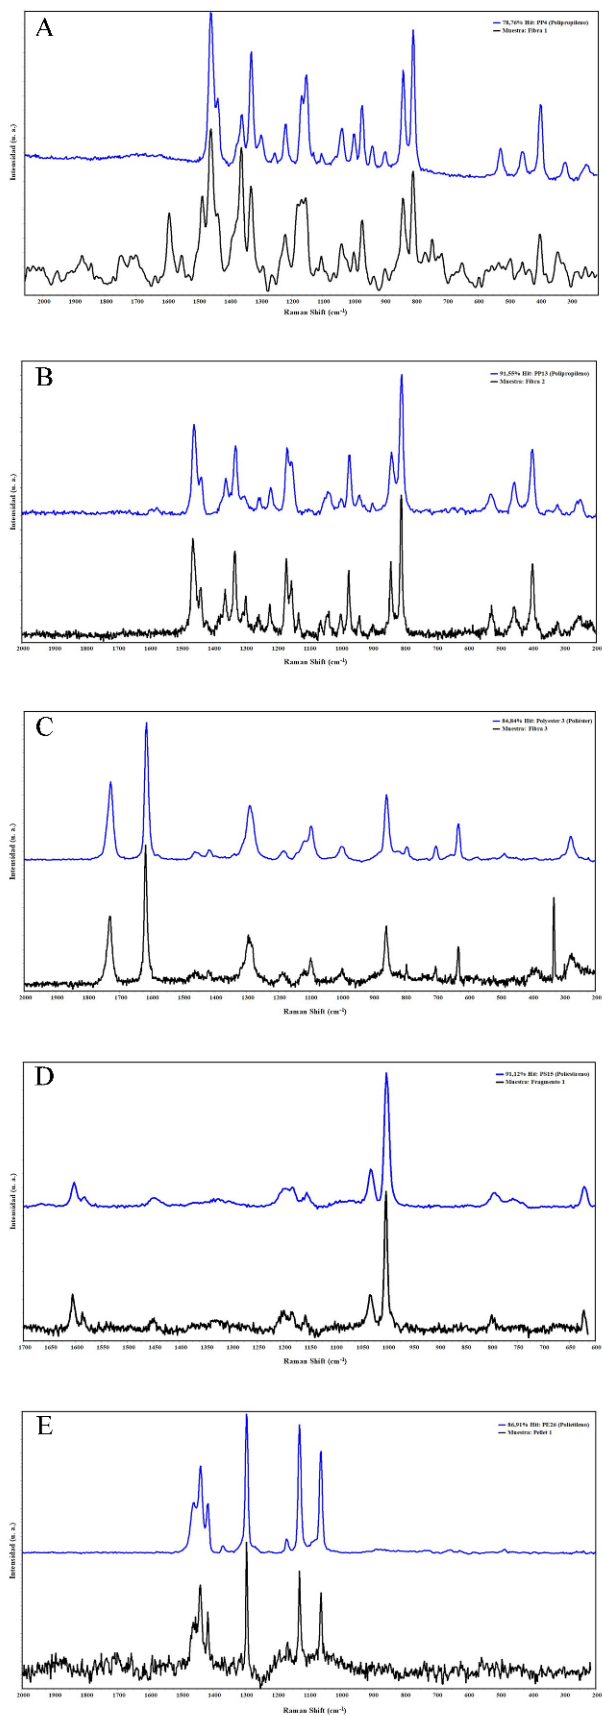 A
78,76% Hit: PP4 (Polipropileno)
Muestra: Fibra 1
Intensidad (u. a.)
2000 1900 1800 1700 1600 1500 1400 1300 1200 1100 1000 900 800 700 600 500 400 300
Raman Shift (cm-1)
B
91,55% Hit: PP13 (Polipropileno)
Muestra: Fibra 2
Intensidad (u. a.)
2000 1900 1800 1700 1600 1500 1400 1300 1200 1100 1000 900 800 700 600 500 400 300 200
Raman Shift (cm-1)
C
84,84% Hit: Polyester 3 (Poliéster)
Muestra: Fibra 3
Intensidad (u. a.)
2000 1900 1800 1700 1600 1500 1400 1300 1200 1100 1000 900 800 700 600 500 400 300 200
Raman Shift (cm-1)
D
91,12% Hit: PS15 (Poliestireno)
Muestra: Fragmento 1
Intensidad (u. a.)
1700 1650 1600 1550 1500 1450 1400 1350 1300 1250 1200 1150 1100 1050 1000 950 900 850 800 750 700 650 600
Raman Shift (cm-1)
E
86,91% Hit: PE26 (Polietileno)
Muestra: Pellet 1
Intensidad (u. a.)
2000 1900 1800 1700 1600 1500 1400 1300 1200 1100 1000 900 800 700 600 500 400 300 200
Raman Shift (cm-1)